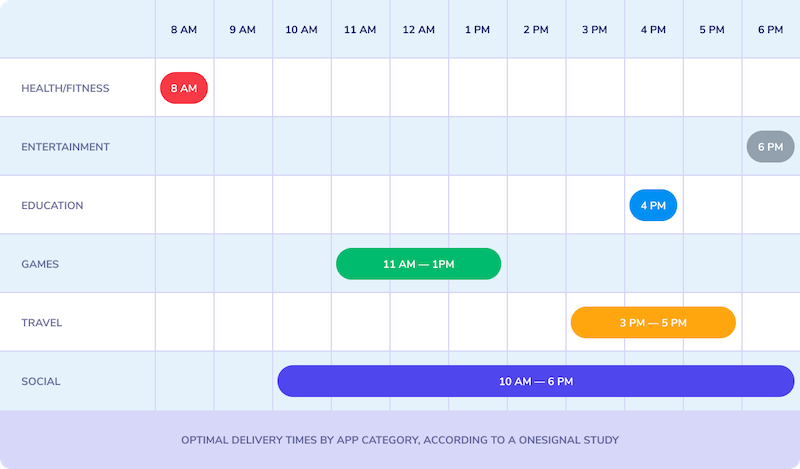 8 AM 9 AM 10 AM 11 AM 12 AM 1 PM 2 PM 3 PM 4 PM 5 PM 6 PM
HEALTH/FITNESS 8 AM
ENTERTAINMENT 6 PM
EDUCATION 4 PM
GAMES 11 AM — 1PM
TRAVEL 3 PM — 5 PM
SOCIAL 10 AM — 6 PM
OPTIMAL DELIVERY TIMES BY APP CATEGORY, ACCORDING TO A ONESIGNAL STUDY